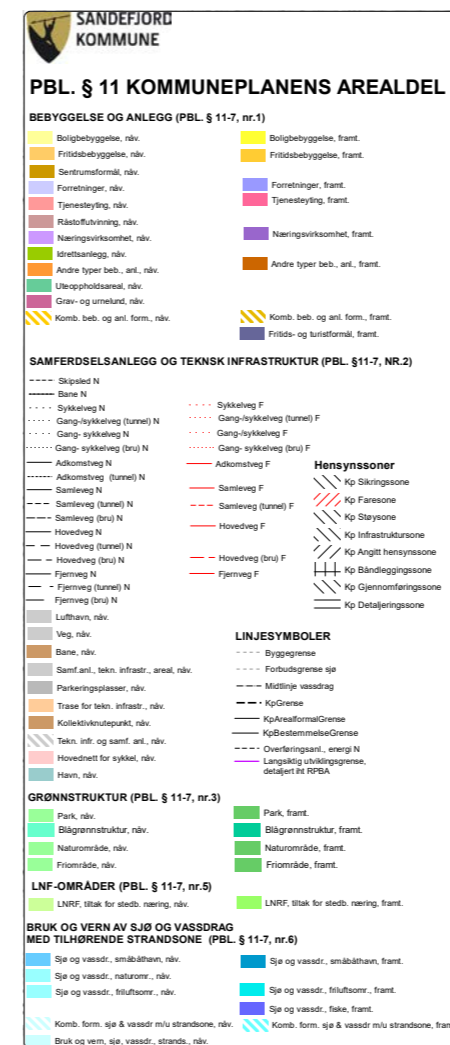 SANDEFJORD
KOMMUNE
PBL. § 11 KOMMUNEPLANENS AREALDEL
BEBYGGELSE OG ANLEGG (PBL. § 11-7, nr.1)
Boligbebyggelse, nåv.
Fritidsbebyggelse, nåv.
Sentrumsformål, nåv.
Forretninger, nåv.
Tjenesteyting, nåv.
Råstoffutvinning, nåv.
Næringsvirksomhet, nåv.
Idrettsanlegg, nåv.
Andre typer beb., anl., nåv.
Uteoppholdsareal, nåv.
Grav- og urnelund, nåv.
Komb. beb. og anl. form., nåv.
Boligbebyggelse, framt.
Fritidsbebyggelse, framt.
Forretninger, framt.
Tjenesteyting, framt.
Næringsvirksomhet, framt.
Andre typer beb., anl., framt.
Komb. beb. og anl. form., framt.
Fritids- og turistformål, framt.
SAMFERDSELSANLEGG OG TEKNSK INFRASTRUKTUR (PBL. §11-7, NR.2)
Skipsled N
Bane N
Sykkelveg N
Gang-/sykkelveg (tunnel) N
Gang- sykkelveg N
Gang- sykkelveg (bru) N
Adkomstveg N
Adkomstveg (tunnel) N
Samleveg N
Samleveg (tunnel) N
Samleveg (bru) N
Hovedveg N
Hovedveg (tunnel) N
Hovedveg (bru) N
Fjernveg N
Fjernveg (tunnel) N
Fjernveg (bru) N
Lufthavn, nåv.
Veg, nåv.
Bane, nåv.
Samf.anl., tekn. infrastr., areal, nåv.
Parkeringsplasser, nåv.
Trase for tekn. infrastr., nåv.
Kollektivknutepunkt, nåv.
Tekn. infr. og samf. anl., nåv.
Hovednett for sykkel, nåv.
Havn, nåv.
Sykkelveg F
Gang-/sykkelveg (tunnel) F
Gang-/sykkelveg F
Gang- sykkelveg (bru) F
Adkomstveg F
Samleveg F
Samleveg (tunnel) F
Hovedveg F
Hovedveg (bru) F
Fjernveg F
Hensynssoner
Kp Sikringssone
Kp Faresone
Kp Støysone
Kp Infrastruktursone
Kp Angitt hensynssone
Kp Båndleggingssone
Kp Gjennomføringssone
Kp Detaljeringssone
LINJESYMBOLER
Byggegrense
Forbudsgrense sjø
Midtlinje vassdrag
KpGrense
KpArealformalGrense
KpBestemmelseGrense
Overføringsanl., energi N
Langsiktig utviklingsgrense,
detaljert iht RPBA
GRØNNSTRUKTUR (PBL. § 11-7, nr.3)
Park, nåv.
Blågrønnstruktur, nåv.
Naturområde, nåv.
Friområde, nåv.
Park, framt.
Blågrønnstruktur, framt.
Naturområde, framt.
Friområde, framt.
LNF-OMRÅDER (PBL. § 11-7, nr.5)
LNRF, tiltak for stedb. næring, nåv.
LNRF, tiltak for stedb. næring, framt.
BRUK OG VERN AV SJØ OG VASSDRAG
MED TILHØRENDE STRANDSONE (PBL. § 11-7, nr.6)
Sjø og vassdr., småbåthavn, nåv.
Sjø og vassdr., naturomr., nåv.
Sjø og vassdr., friluftsomr., nåv.
Komb. form. sjø & vassdr m/u strandsone, nåv.
Bruk og vern, sjø, vassdr., strands., nåv.
Sjø og vassdr., småbåthavn, framt.
Sjø og vassdr., friluftsomr., framt.
Sjø og vassdr., fiske, framt.
Komb. form. sjø & vassdr m/u strandsone, fram